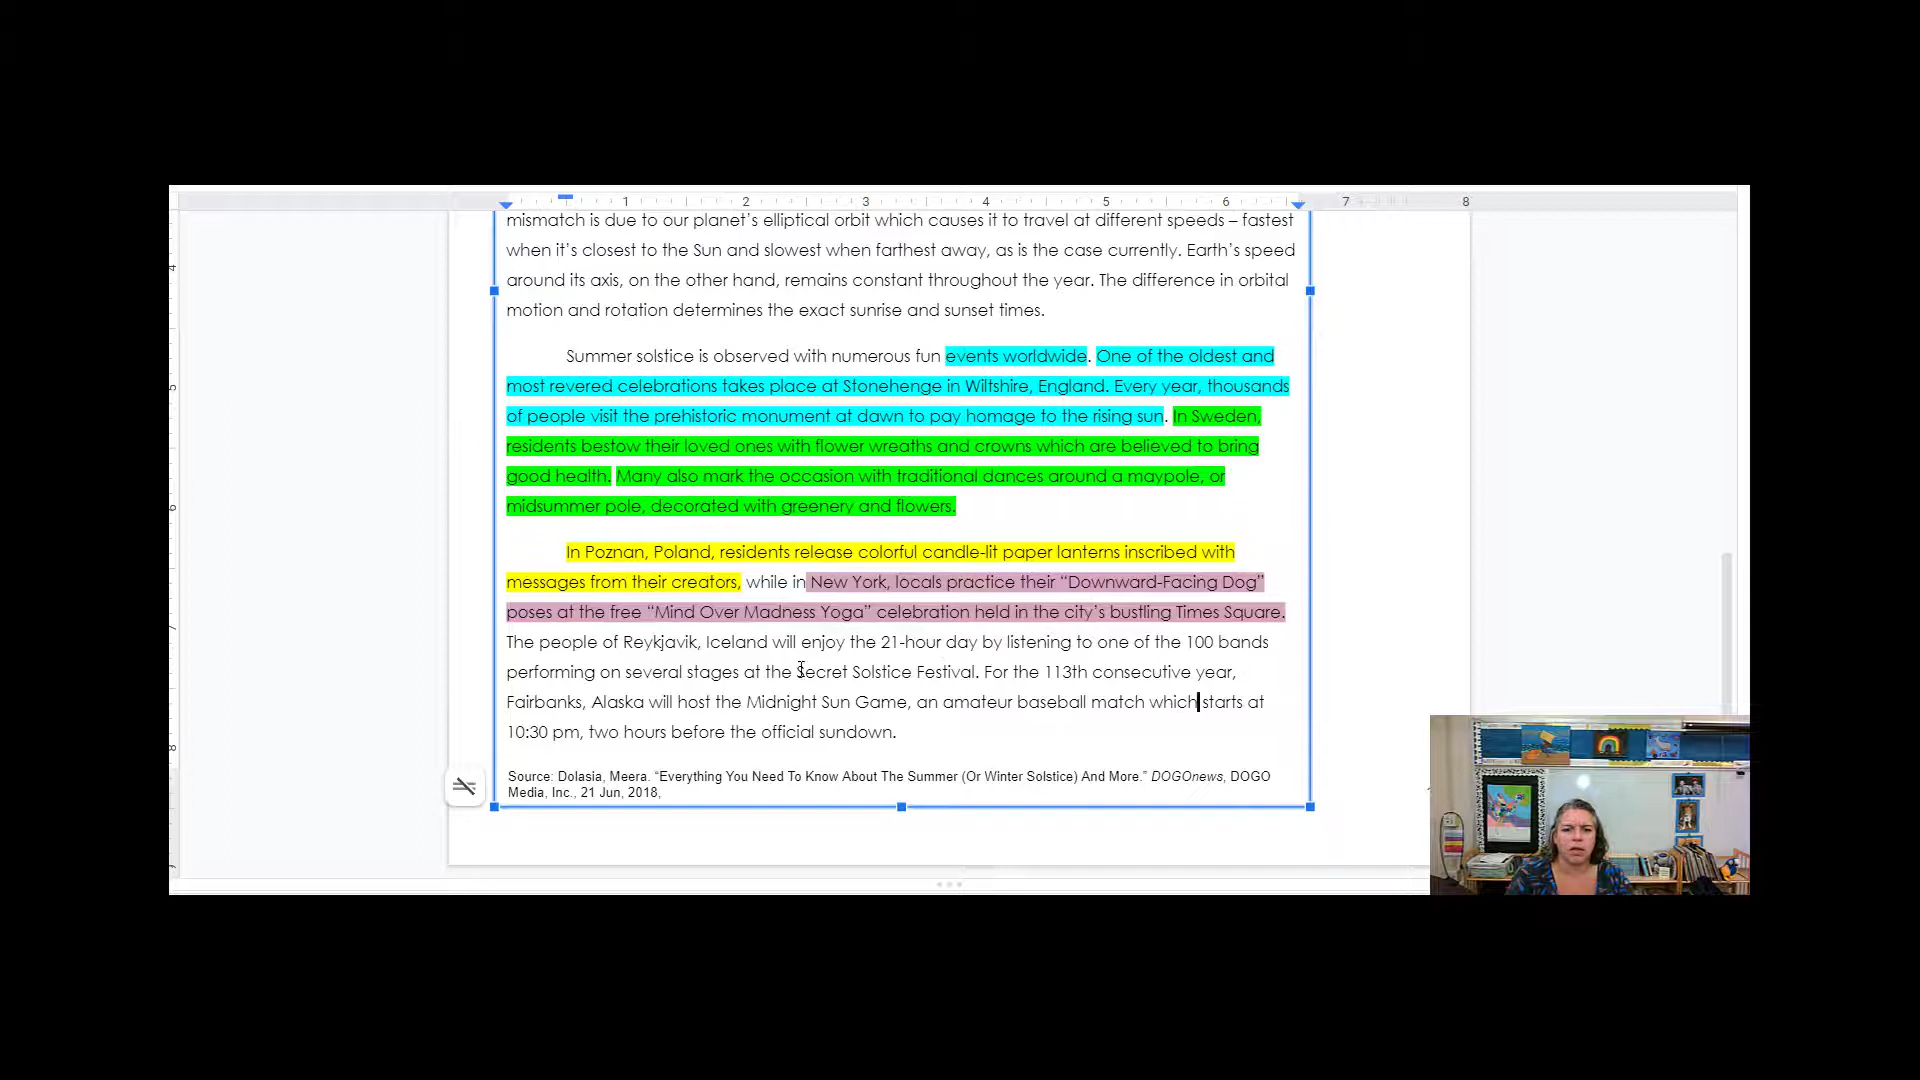 1 2 3 4 5 6 7 8
mismatch is due to our planet’s elliptical orbit which causes it to travel at different speeds – fastest
when it’s closest to the Sun and slowest when farthest away, as is the case currently. Earth’s speed
around its axis, on the other hand, remains constant throughout the year. The difference in orbital
motion and rotation determines the exact sunrise and sunset times.
Summer solstice is observed with numerous fun events worldwide. One of the oldest and
most revered celebrations takes place at Stonehenge in Wiltshire, England. Every year, thousands
of people visit the prehistoric monument at dawn to pay homage to the rising sun. In Sweden,
residents bestow their loved ones with flower wreaths and crowns which are believed to bring
good health. Many also mark the occasion with traditional dances around a maypole, or
midsummer pole, decorated with greenery and flowers.
In Poznan, Poland, residents release colorful candle-lit paper lanterns inscribed with
messages from their creators, while in New York, locals practice their “Downward-Facing Dog”
poses at the free “Mind Over Madness Yoga” celebration held in the city’s bustling Times Square.
The people of Reykjavik, Iceland will enjoy the 21-hour day by listening to one of the 100 bands
performing on several stages at the Secret Solstice Festival. For the 113th consecutive year,
Fairbanks, Alaska will host the Midnight Sun Game, an amateur baseball match which starts at
10:30 pm, two hours before the official sundown.
Source: Dolasia, Meera. “Everything You Need To Know About The Summer (Or Winter Solstice) And More.” DOGOnews, DOGO
Media, Inc., 21 Jun, 2018,